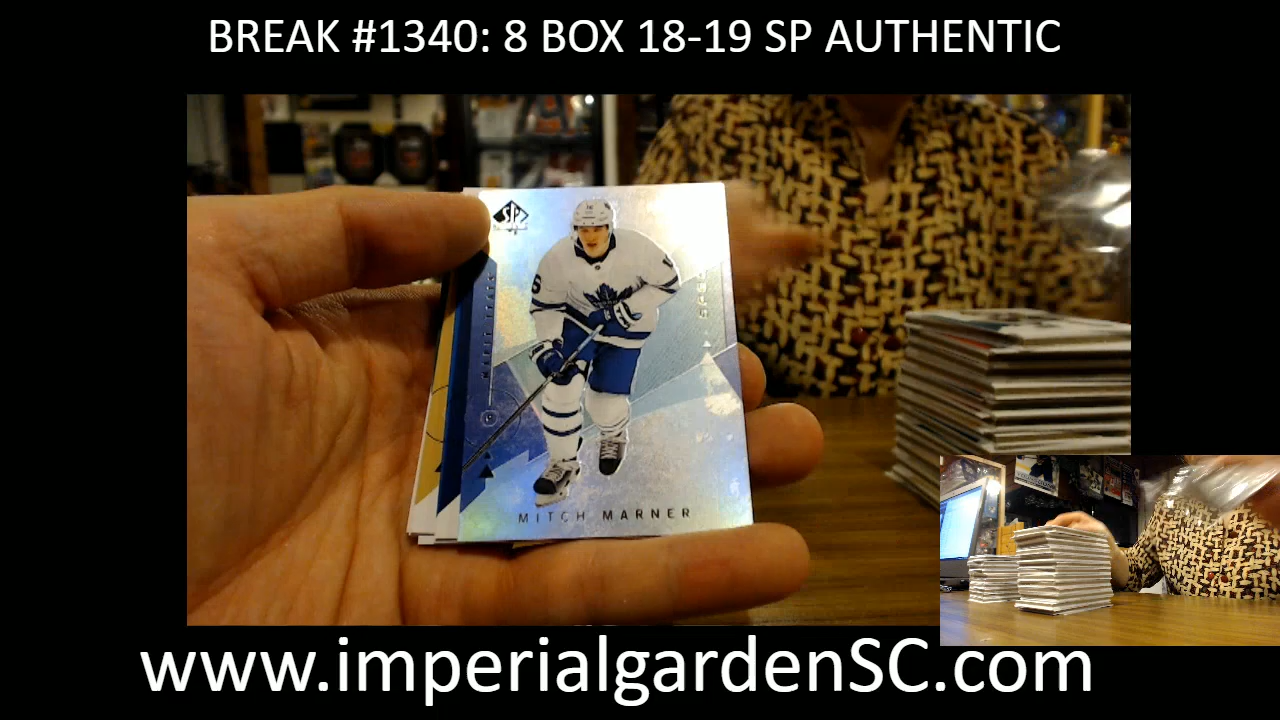 BREAK #1340: 8 BOX 18-19 SP AUTHENTIC
SP
MITCH MARNER
www.imperialgardenSC.com